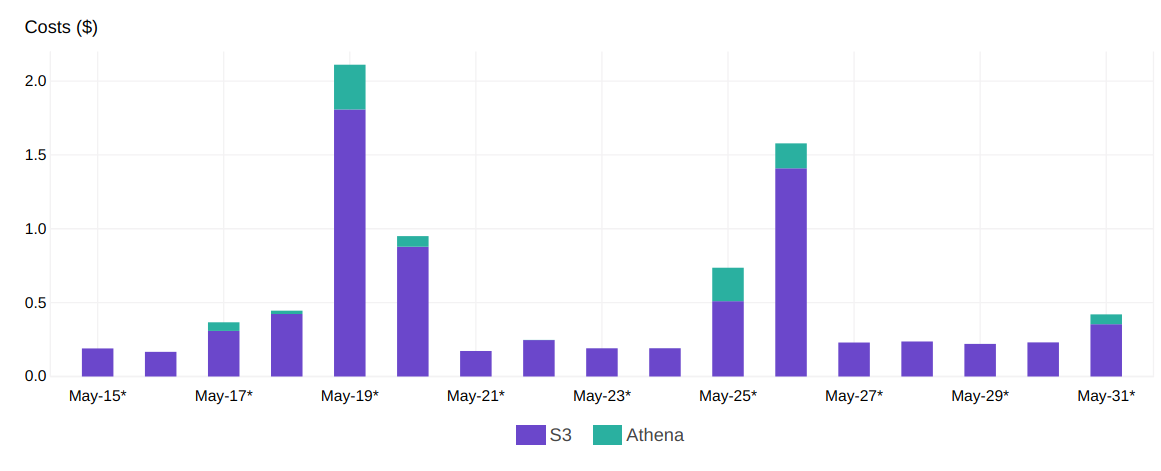 Costs ($)
2.0
1.5
1.0
0.5
0.0
May-15* May-17* May-19* May-21* May-23* May-25* May-27* May-29* May-31*
S3 Athena